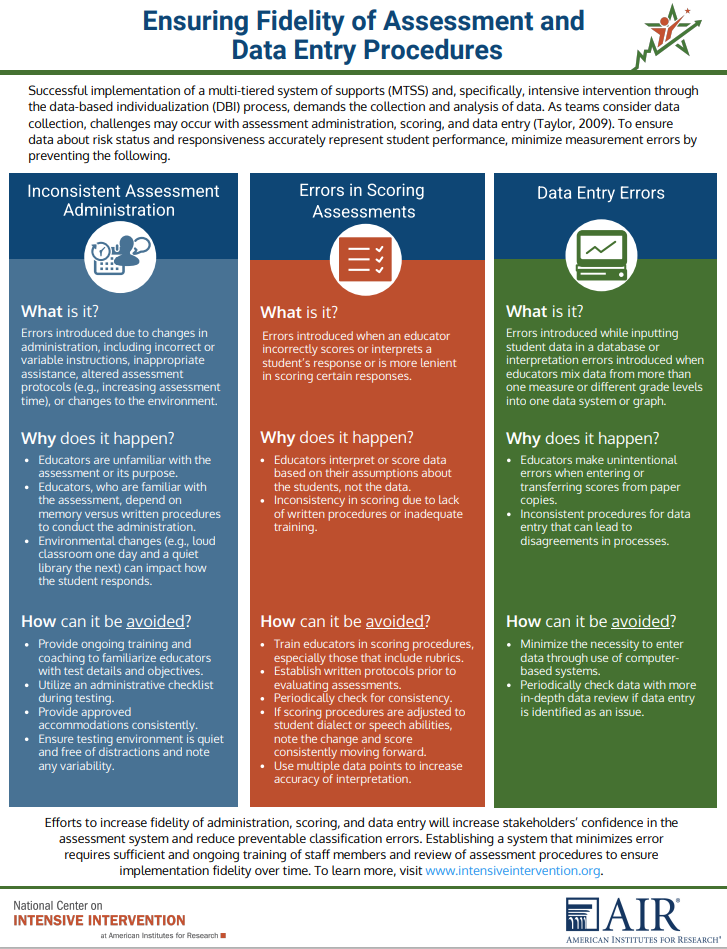 Ensuring Fidelity of Assessment and
Data Entry Procedures
Successful implementation of a multi-tiered system of supports (MTSS) and, specifically, intensive intervention through
the data-based individualization (DBI) process, demands the collection and analysis of data. As teams consider data
collection, challenges may occur with assessment administration, scoring, and data entry (Taylor, 2009). To ensure
data about risk status and responsiveness accurately represent student performance, minimize measurement errors by
preventing the following.
Inconsistent Assessment
Administration
What is it?
Errors introduced due to changes in
administration, including incorrect or
variable instructions, inappropriate
assistance, altered assessment
protocols (e.g., increasing assessment
time), or changes to the environment.
Why does it happen?
• Educators are unfamiliar with the
assessment or its purpose.
• Educators, who are familiar with
the assessment, depend on
memory versus written procedures
to conduct the administration.
• Environmental changes (e.g., loud
classroom one day and a quiet
library the next) can impact how
the student responds.
How can it be avoided?
• Provide ongoing training and
coaching to familiarize educators
with test details and objectives.
• Utilize an administrative checklist
during testing.
• Provide approved
accommodations consistently.
• Ensure testing environment is quiet
and free of distractions and note
any variability.
Errors in Scoring
Assessments
What is it?
Errors introduced when an educator
incorrectly scores or interprets a
student's response or is more lenient
in scoring certain responses.
Why does it happen?
• Educators interpret or score data
based on their assumptions about
the students, not the data.
• Inconsistency in scoring due to lack
of written procedures or inadequate
training.
How can it be avoided?
• Train educators in scoring procedures,
especially those that include rubrics.
• Establish written protocols prior to
evaluating assessments.
• Periodically check for consistency.
• If scoring procedures are adjusted to
student dialect or speech abilities,
note the change and score
consistently moving forward.
• Use multiple data points to increase
accuracy of interpretation.
Data Entry Errors
What is it?
Errors introduced while inputting
student data in a database or
interpretation errors introduced when
educators mix data from more than
one measure or different grade levels
into one data system or graph.
Why does it happen?
• Educators make unintentional
errors when entering or
transferring scores from paper
copies.
• Inconsistent procedures for data
entry that can lead to
disagreements in processes.
How can it be avoided?
• Minimize the necessity to enter
data through use of computer-
based systems.
• Periodically check data with more
in-depth data review if data entry
is identified as an issue.
Efforts to increase fidelity of administration, scoring, and data entry will increase stakeholders' confidence in the
assessment system and reduce preventable classification errors. Establishing a system that minimizes error
requires sufficient and ongoing training of staff members and review of assessment procedures to ensure
implementation fidelity over time. To learn more, visit www.intensiveintervention.org.
National Center on
INTENSIVE INTERVENTION
at American Institutes for Research
AIR®
AMERICAN INSTITUTES FOR RESEARCH®